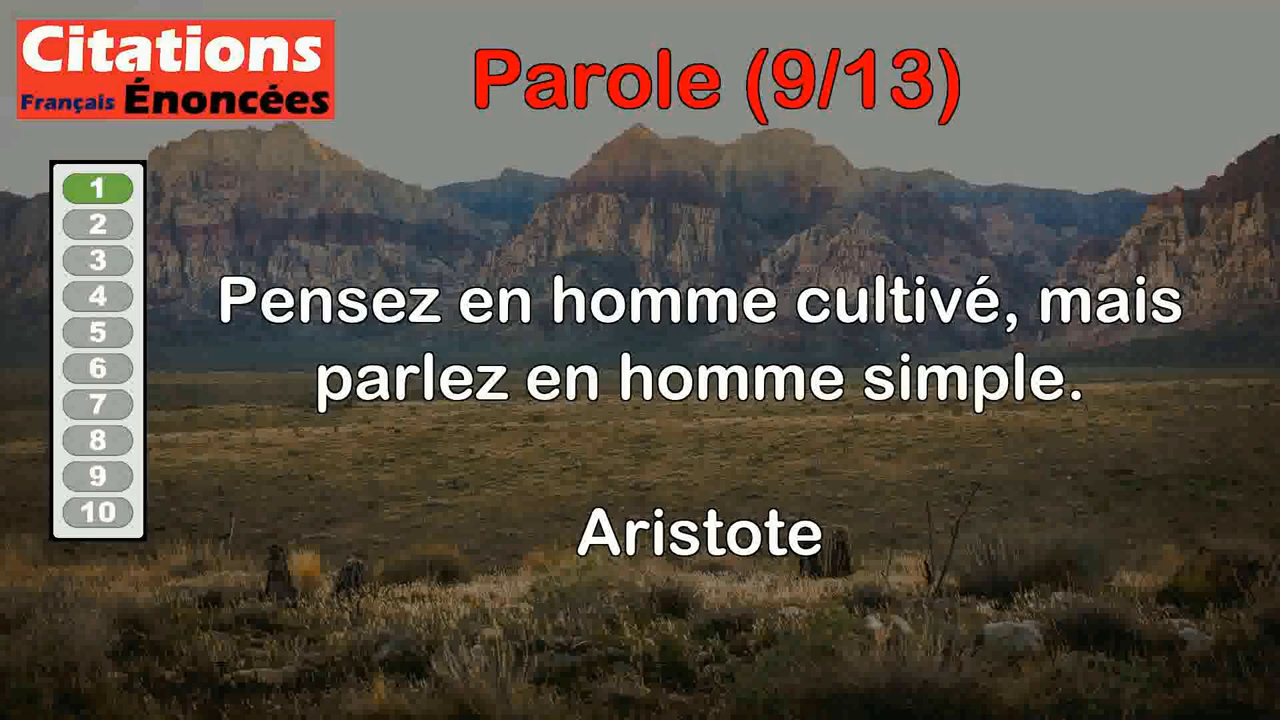 Citations
Français Énoncées
Parole (9/13)
1
2
3
4
5
6
7
8
9
10
Pensez en homme cultivé, mais
parlez en homme simple.
Aristote